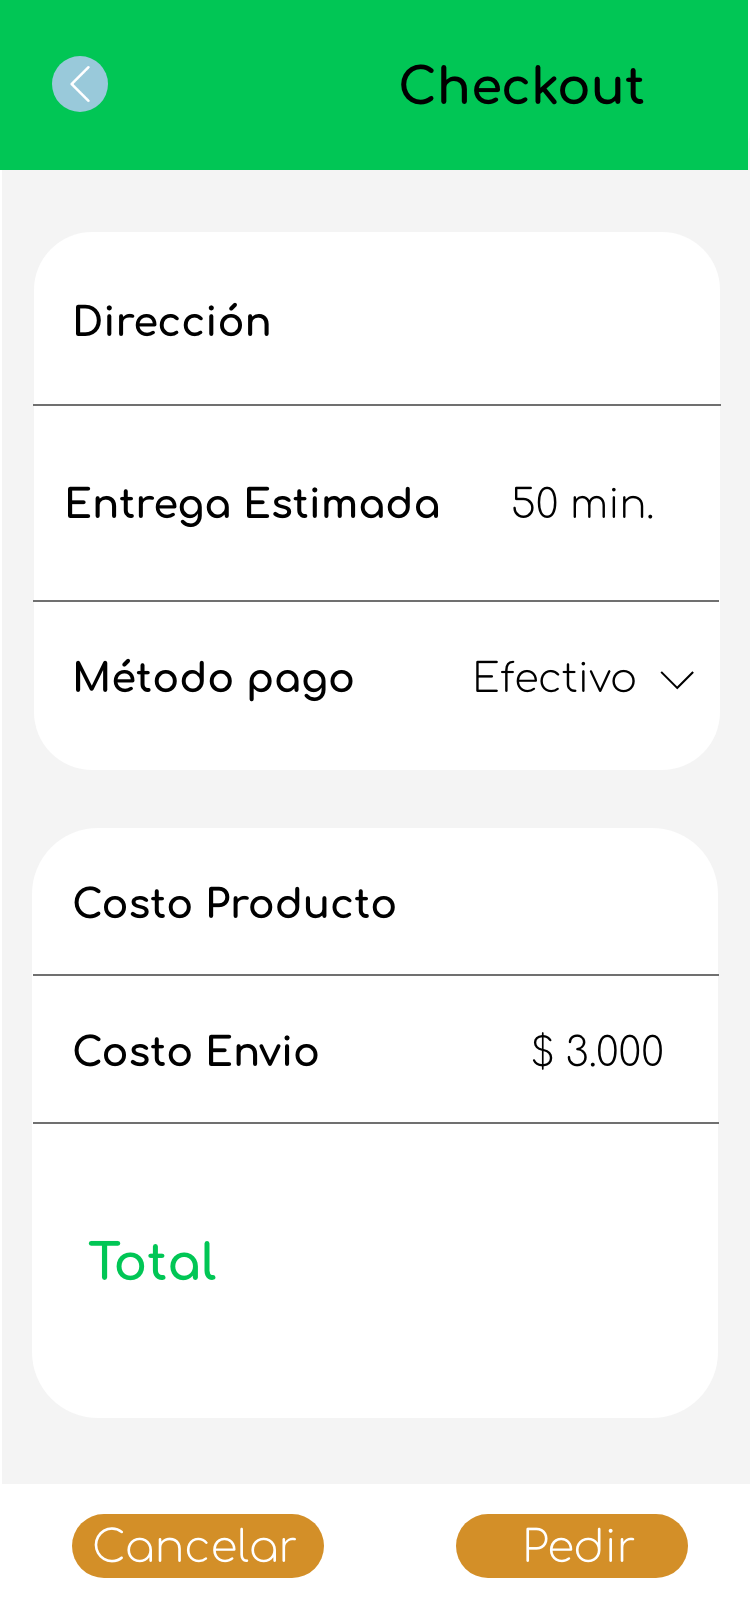 Checkout
Dirección
Entrega Estimada 50 min.
Método pago Efectivo
Costo Producto
Costo Envio $ 3.000
Total
Cancelar Pedir